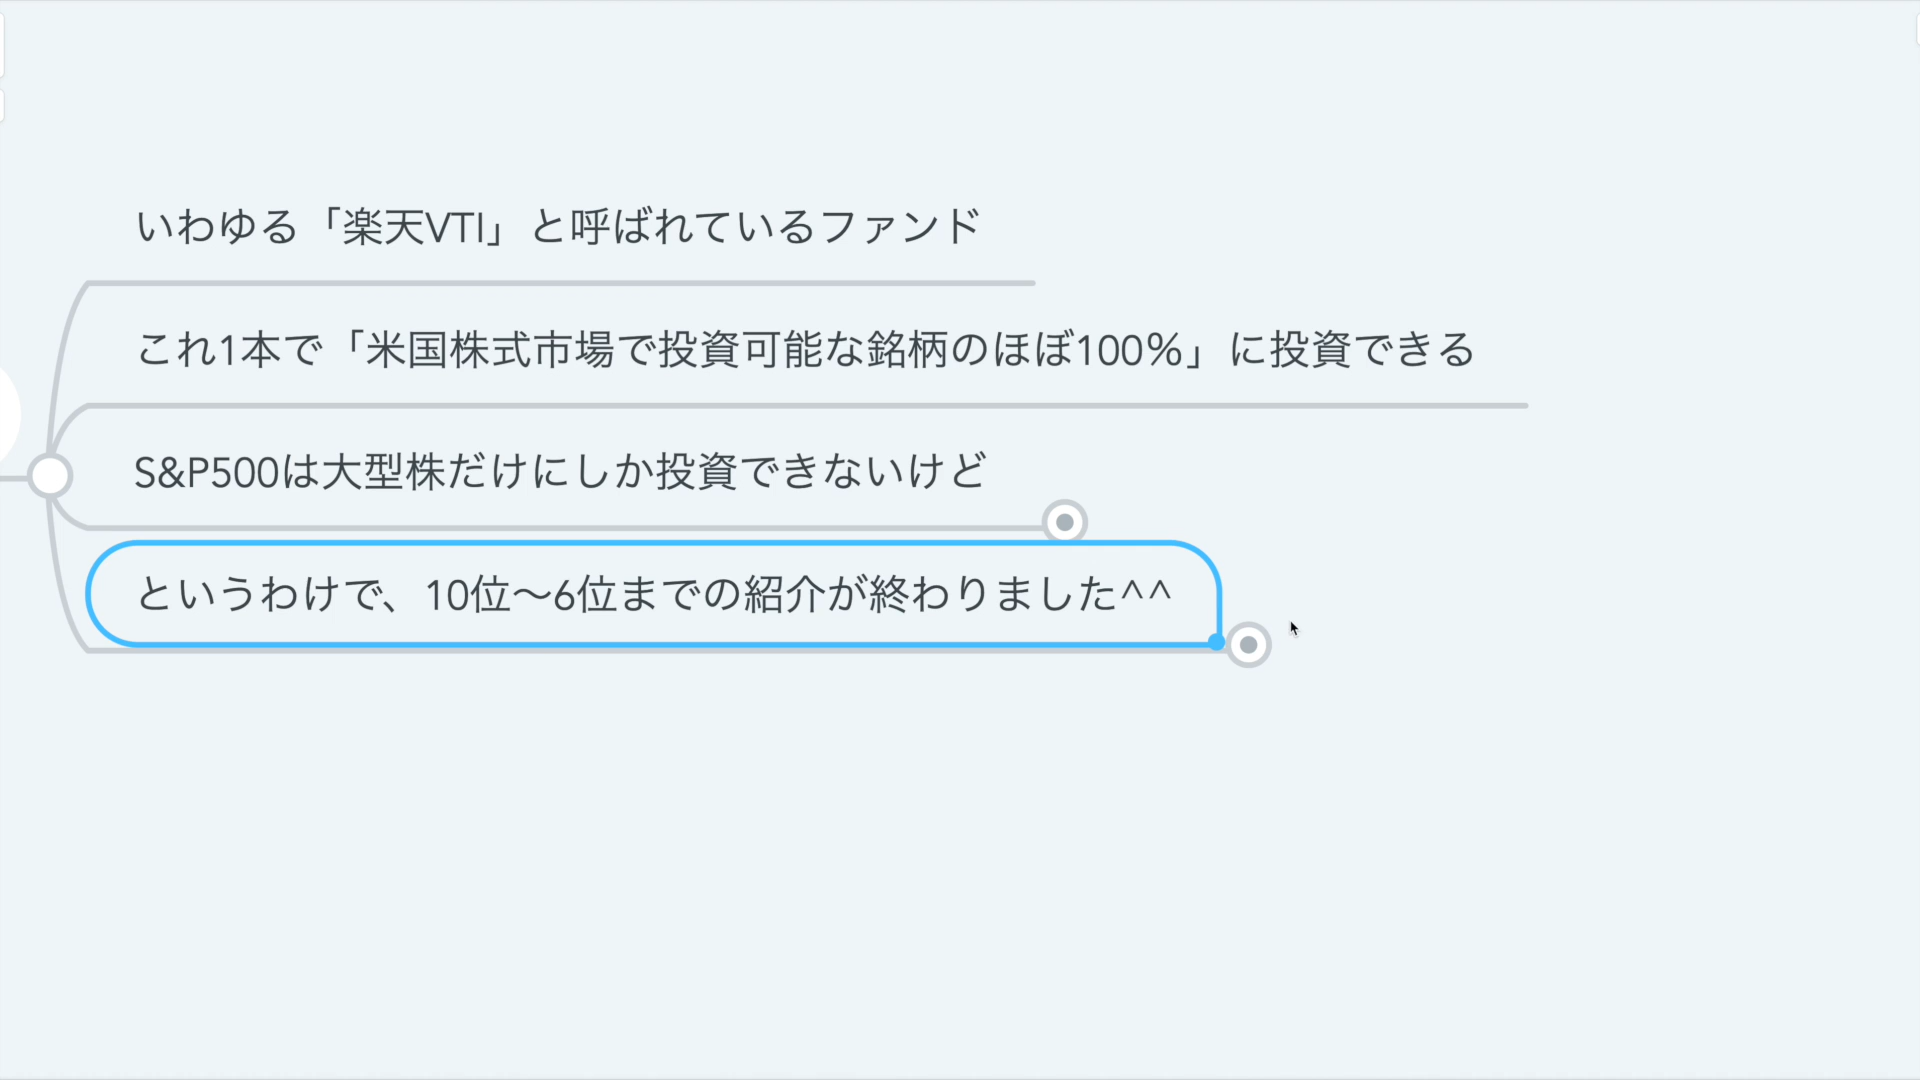 いわゆる「楽天VTI」と呼ばれているファンド
これ1本で「米国株式市場で投資可能な銘柄のほぼ100％」に投資できる
S&P500は大型株だけにしか投資できないけど
というわけで、10位〜6位までの紹介が終わりました^^